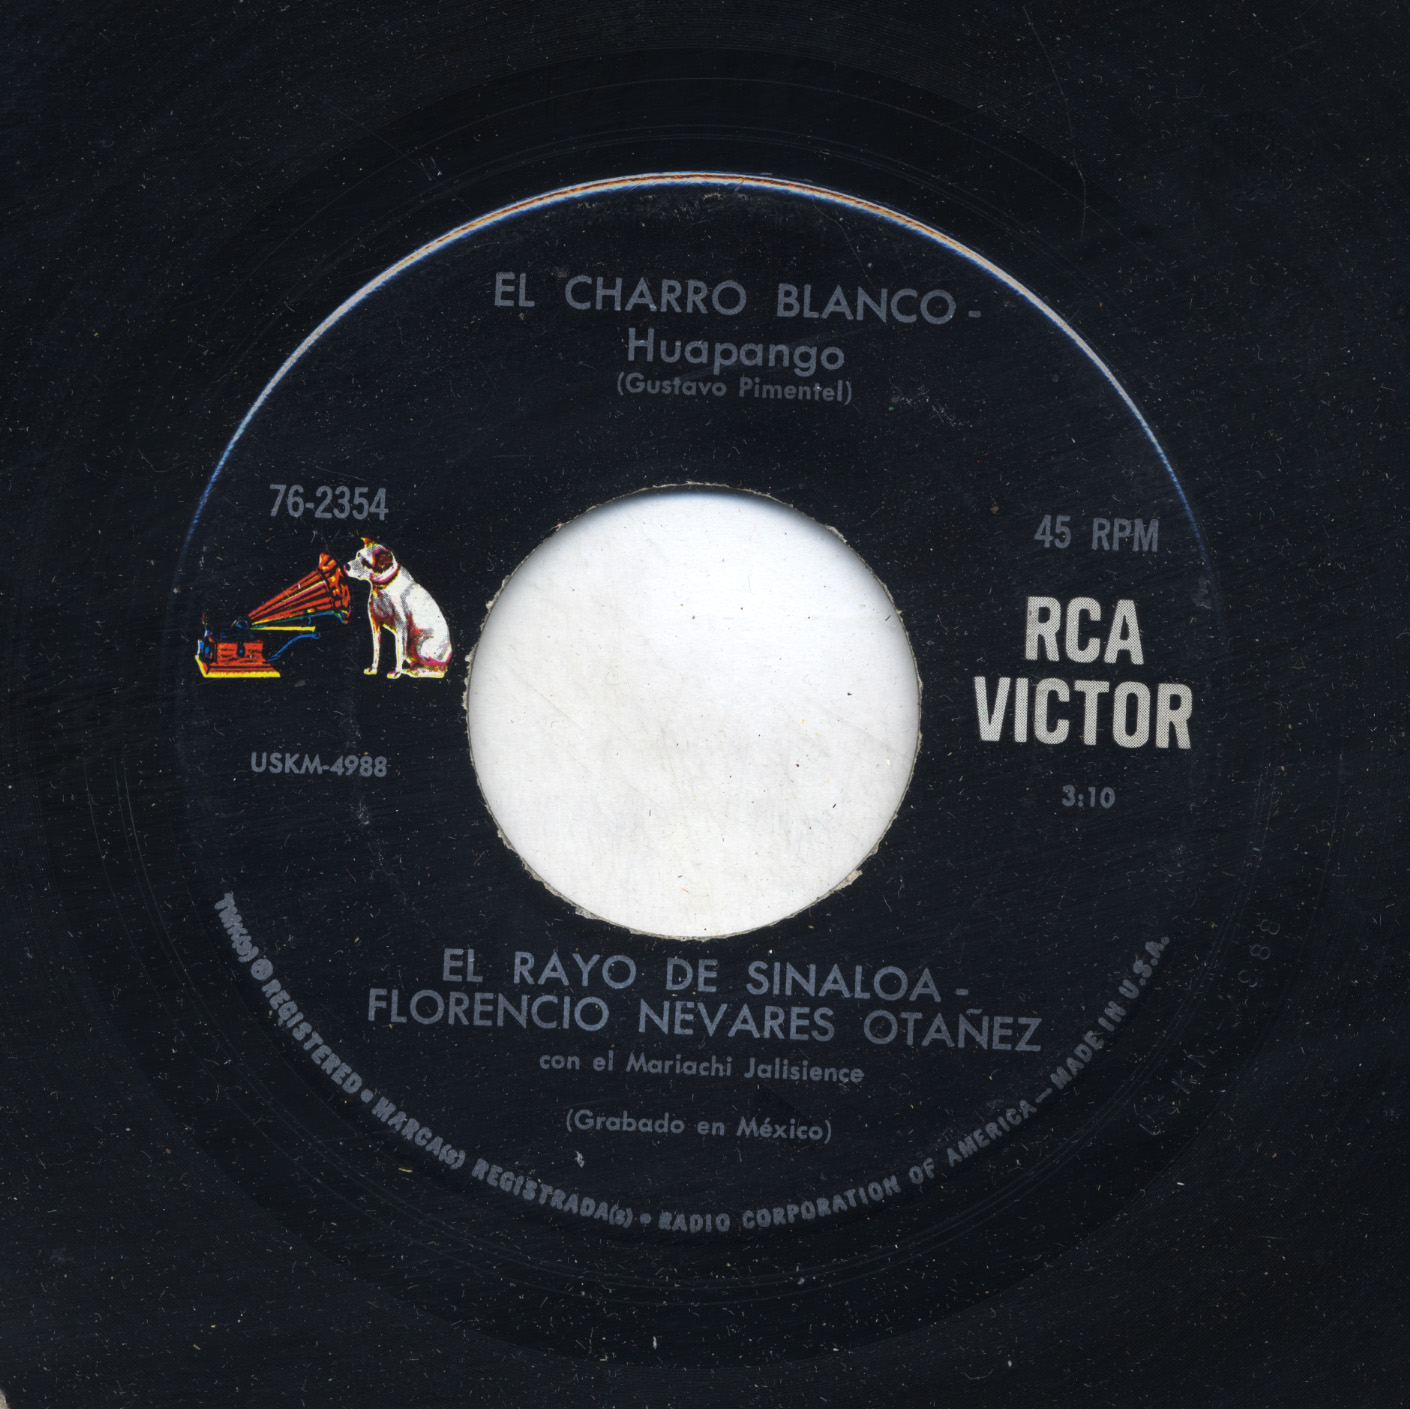 EL CHARRO BLANCO -
Huapango
(Gustavo Pimentel)
76-2354
45 RPM
RCA
VICTOR
USKM-4988
3:10
EL RAYO DE SINALOA -
FLORENCIO NEVARES OTAÑEZ
con el Mariachi Jalisience
(Grabado en México)
TMK(s) ® REGISTERED • MARCA(s) REGISTRADA(s) • RADIO CORPORATION OF AMERICA — MADE IN U.S.A.